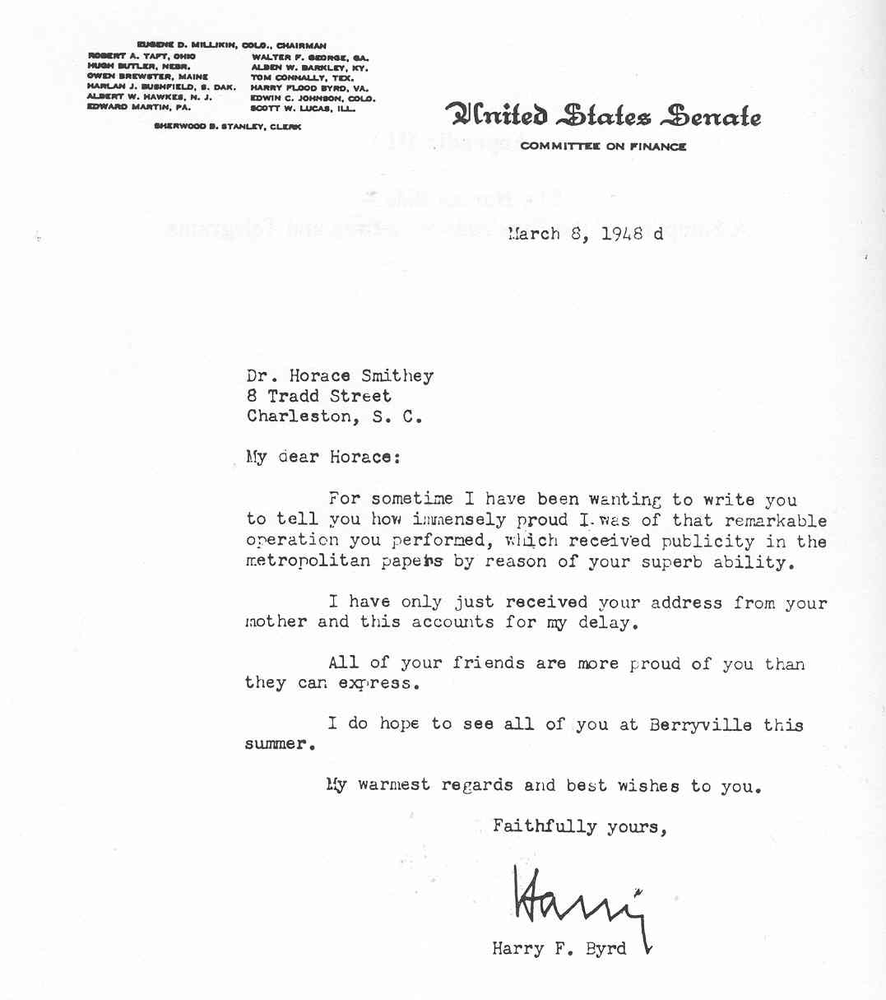 EUGENE D. MILLIKIN, COLO., CHAIRMAN
ROBERT A. TAFT, OHIO
HUGH BUTLER, NEBR.
OWEN BREWSTER, MAINE
HARLAN J. BUSHFIELD, S. DAK.
ALBERT W. HAWKES, N. J.
EDWARD MARTIN, PA.
WALTER F. GEORGE, GA.
ALBEN W. BARKLEY, KY.
TOM CONNALLY, TEX.
HARRY FLOOD BYRD, VA.
EDWIN C. JOHNSON, COLO.
SCOTT W. LUCAS, ILL.
SHERWOOD B. STANLEY, CLERK
United States Senate
COMMITTEE ON FINANCE
March 8, 1948 d
Dr. Horace Smithey
8 Tradd Street
Charleston, S. C.
My dear Horace:
For sometime I have been wanting to write you
to tell you how immensely proud I was of that remarkable
operation you performed, which received publicity in the
metropolitan papers by reason of your superb ability.
I have only just received your address from your
mother and this accounts for my delay.
All of your friends are more proud of you than
they can express.
I do hope to see all of you at Berryville this
summer.
My warmest regards and best wishes to you.
Faithfully yours,
Harry
Harry F. Byrd